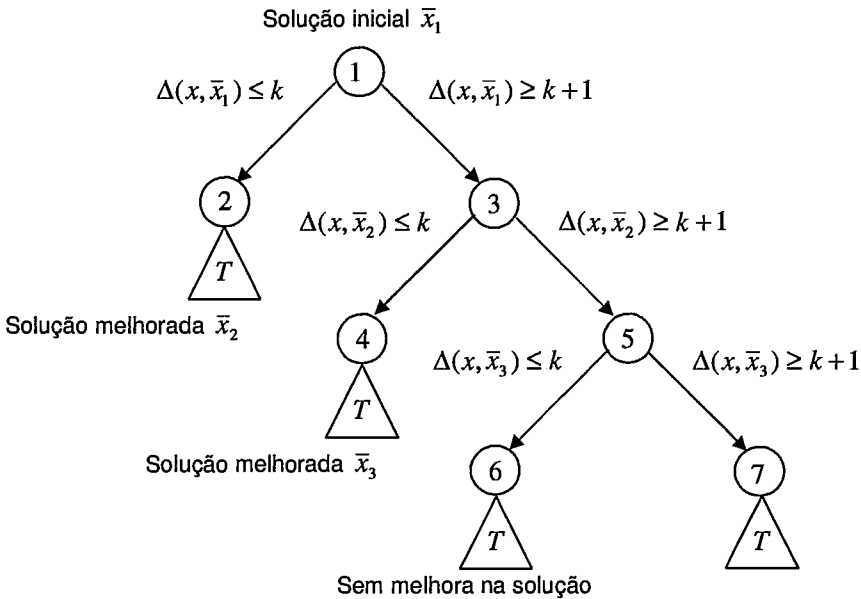 Solução inicial x̄₁
1
Δ(x, x̄₁) ≤ k
Δ(x, x̄₁) ≥ k + 1
2
3
Δ(x, x̄₂) ≤ k
Δ(x, x̄₂) ≥ k + 1
T
Solução melhorada x̄₂
4
5
Δ(x, x̄₃) ≤ k
Δ(x, x̄₃) ≥ k + 1
T
Solução melhorada x̄₃
6
7
T
T
Sem melhora na solução